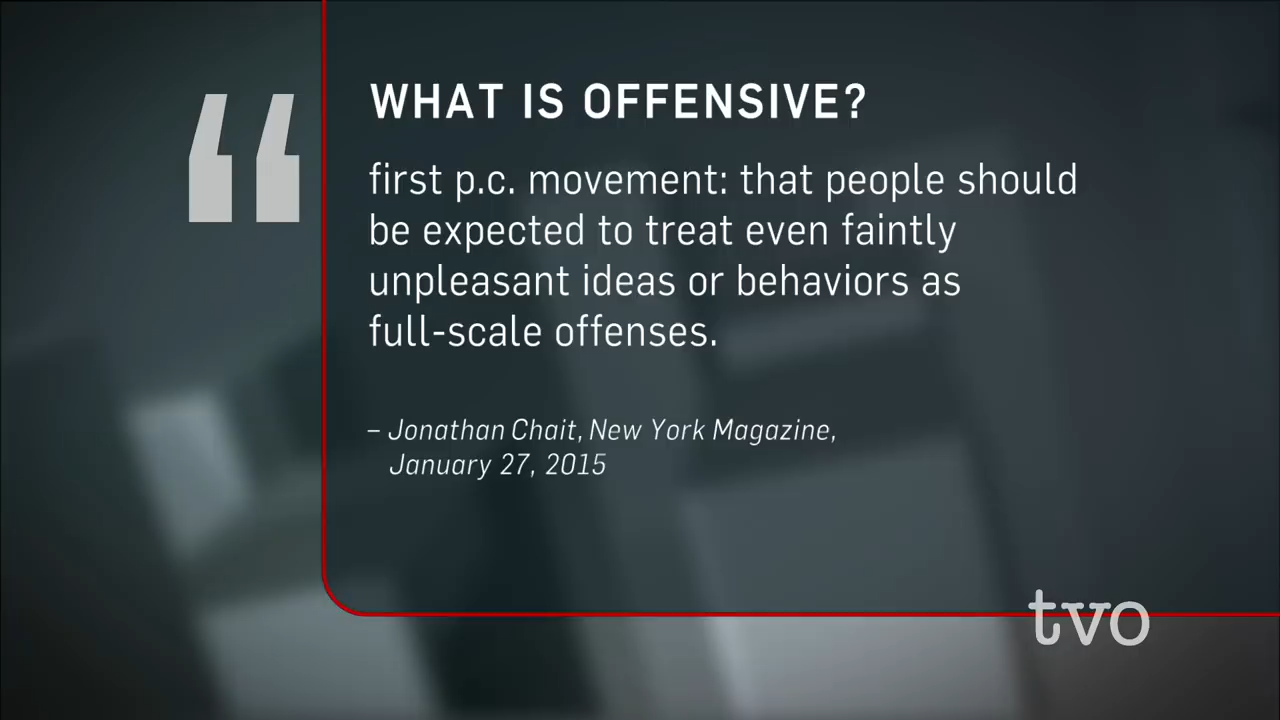 “
WHAT IS OFFENSIVE?
first p.c. movement: that people should
be expected to treat even faintly
unpleasant ideas or behaviors as
full-scale offenses.
– Jonathan Chait, New York Magazine,
January 27, 2015
tvo